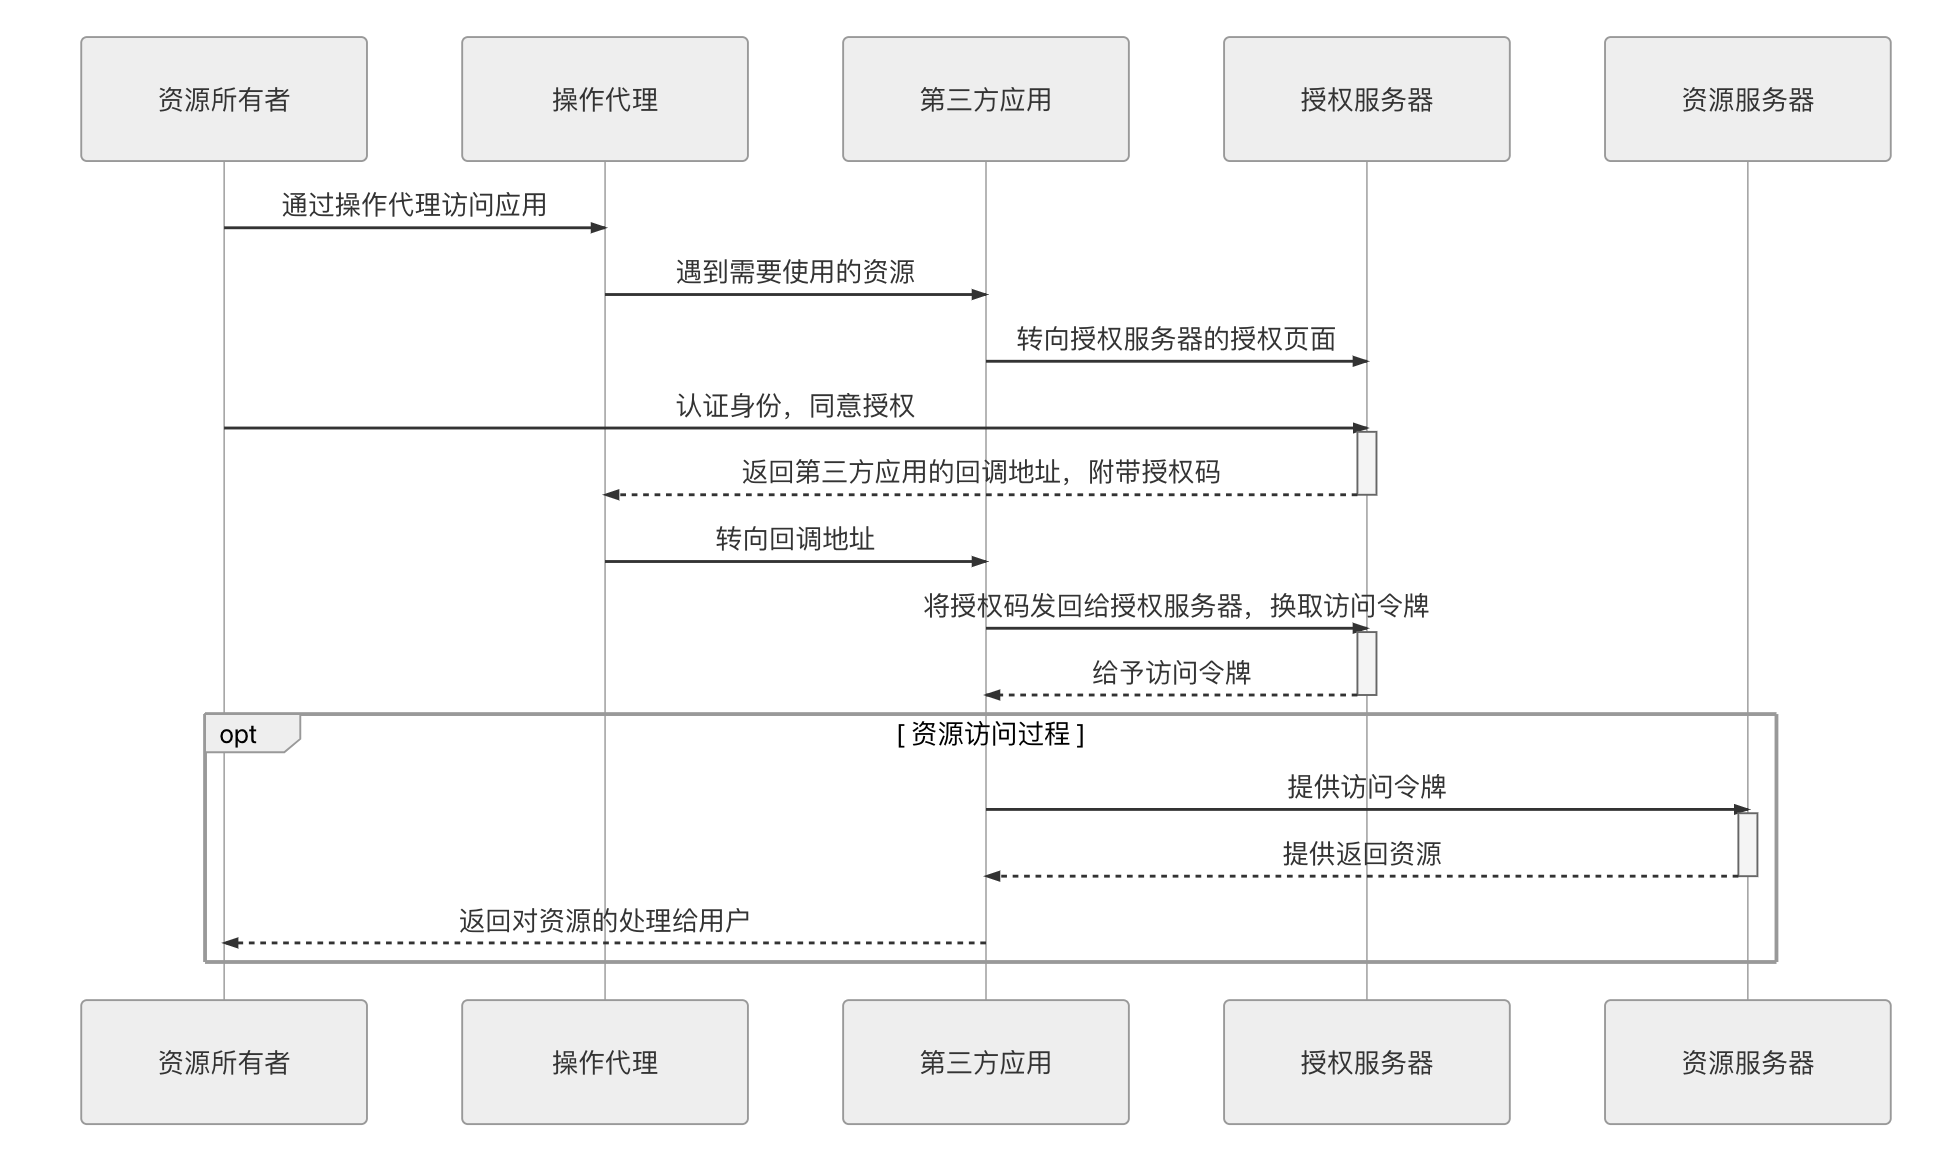 资源所有者
操作代理
第三方应用
授权服务器
资源服务器
通过操作代理访问应用
遇到需要使用的资源
转向授权服务器的授权页面
认证身份，同意授权
返回第三方应用的回调地址，附带授权码
转向回调地址
将授权码发回给授权服务器，换取访问令牌
给予访问令牌
opt
[ 资源访问过程 ]
提供访问令牌
提供返回资源
返回对资源的处理给用户
资源所有者
操作代理
第三方应用
授权服务器
资源服务器